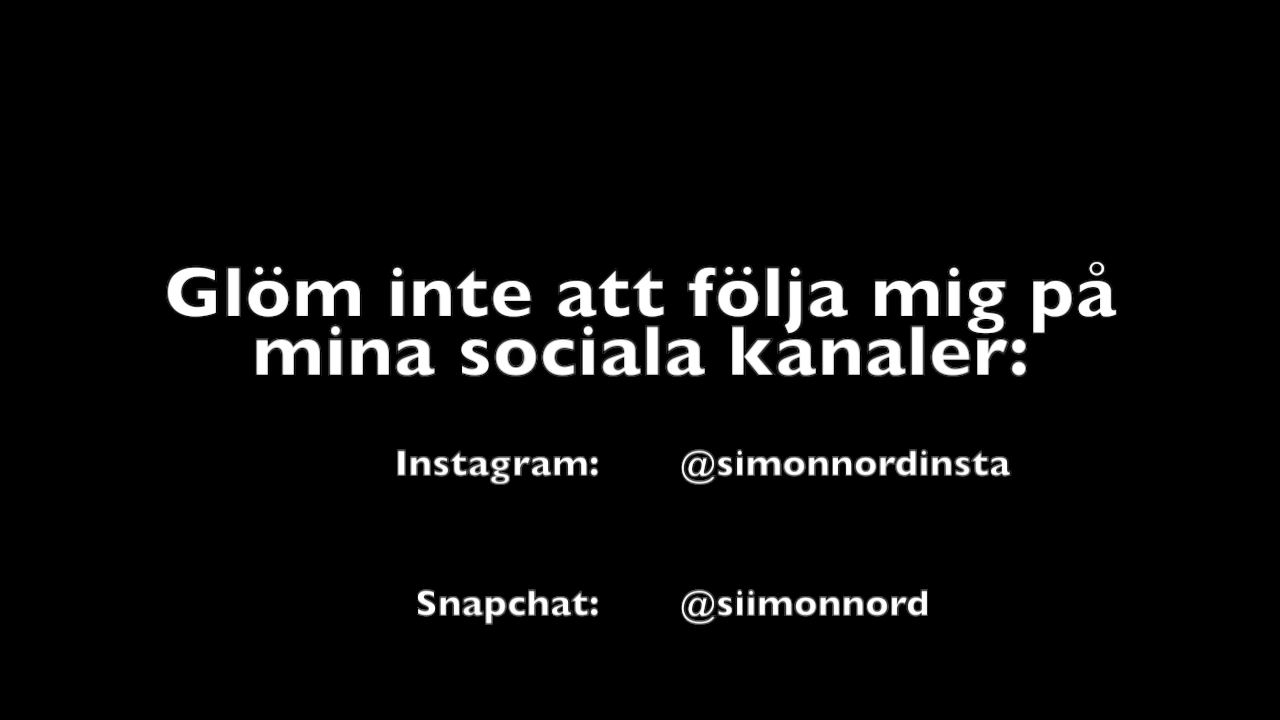 Glöm inte att följa mig på
mina sociala kanaler:
Instagram: @simonnordinsta
Snapchat: @siimonnord